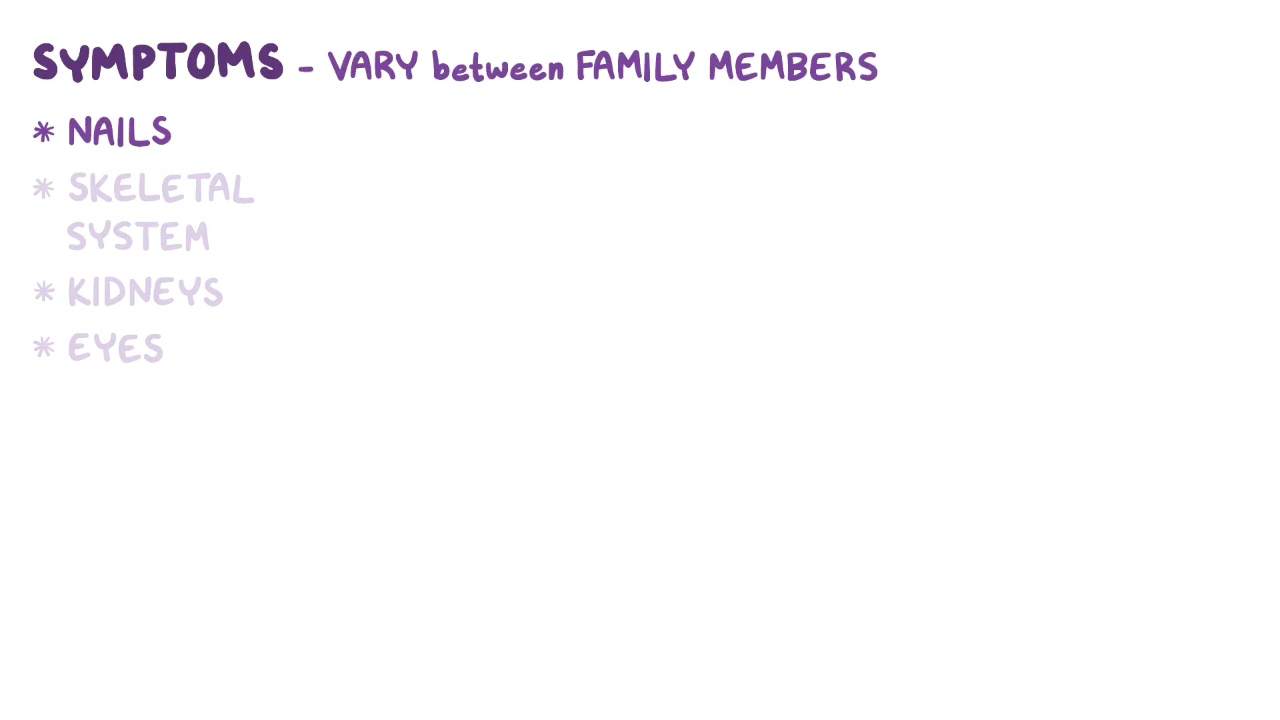 SYMPTOMS - VARY between FAMILY MEMBERS
* NAILS
* SKELETAL
SYSTEM
* KIDNEYS
* EYES